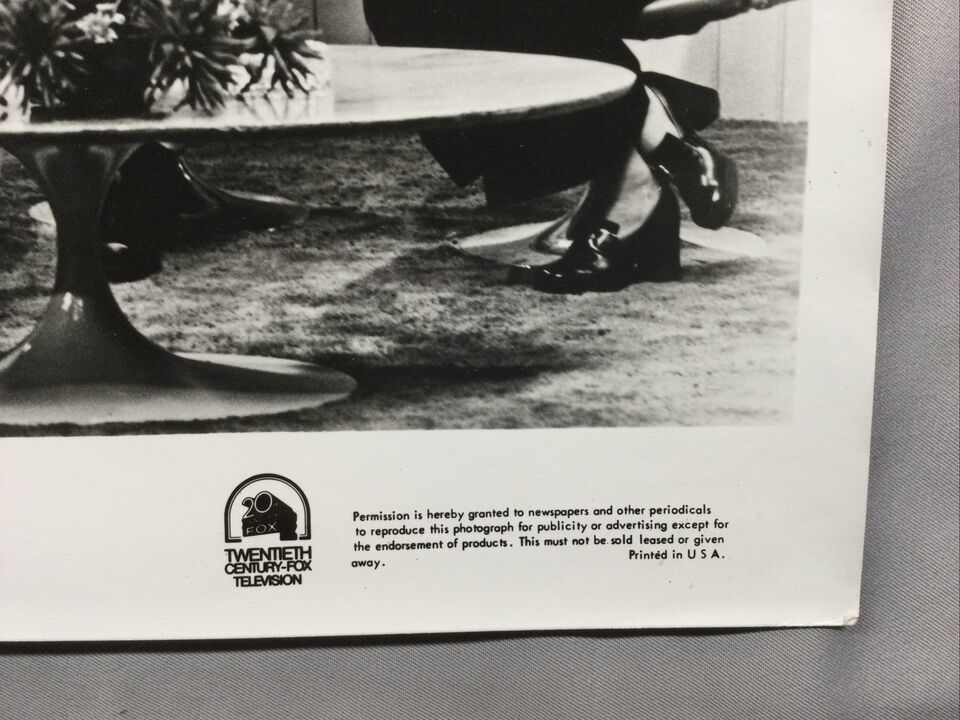 20th
FOX
TWENTIETH
CENTURY-FOX
TELEVISION
Permission is hereby granted to newspapers and other periodicals
to reproduce this photograph for publicity or advertising except for
the endorsement of products. This must not be sold leased or given
away. Printed in U S A.